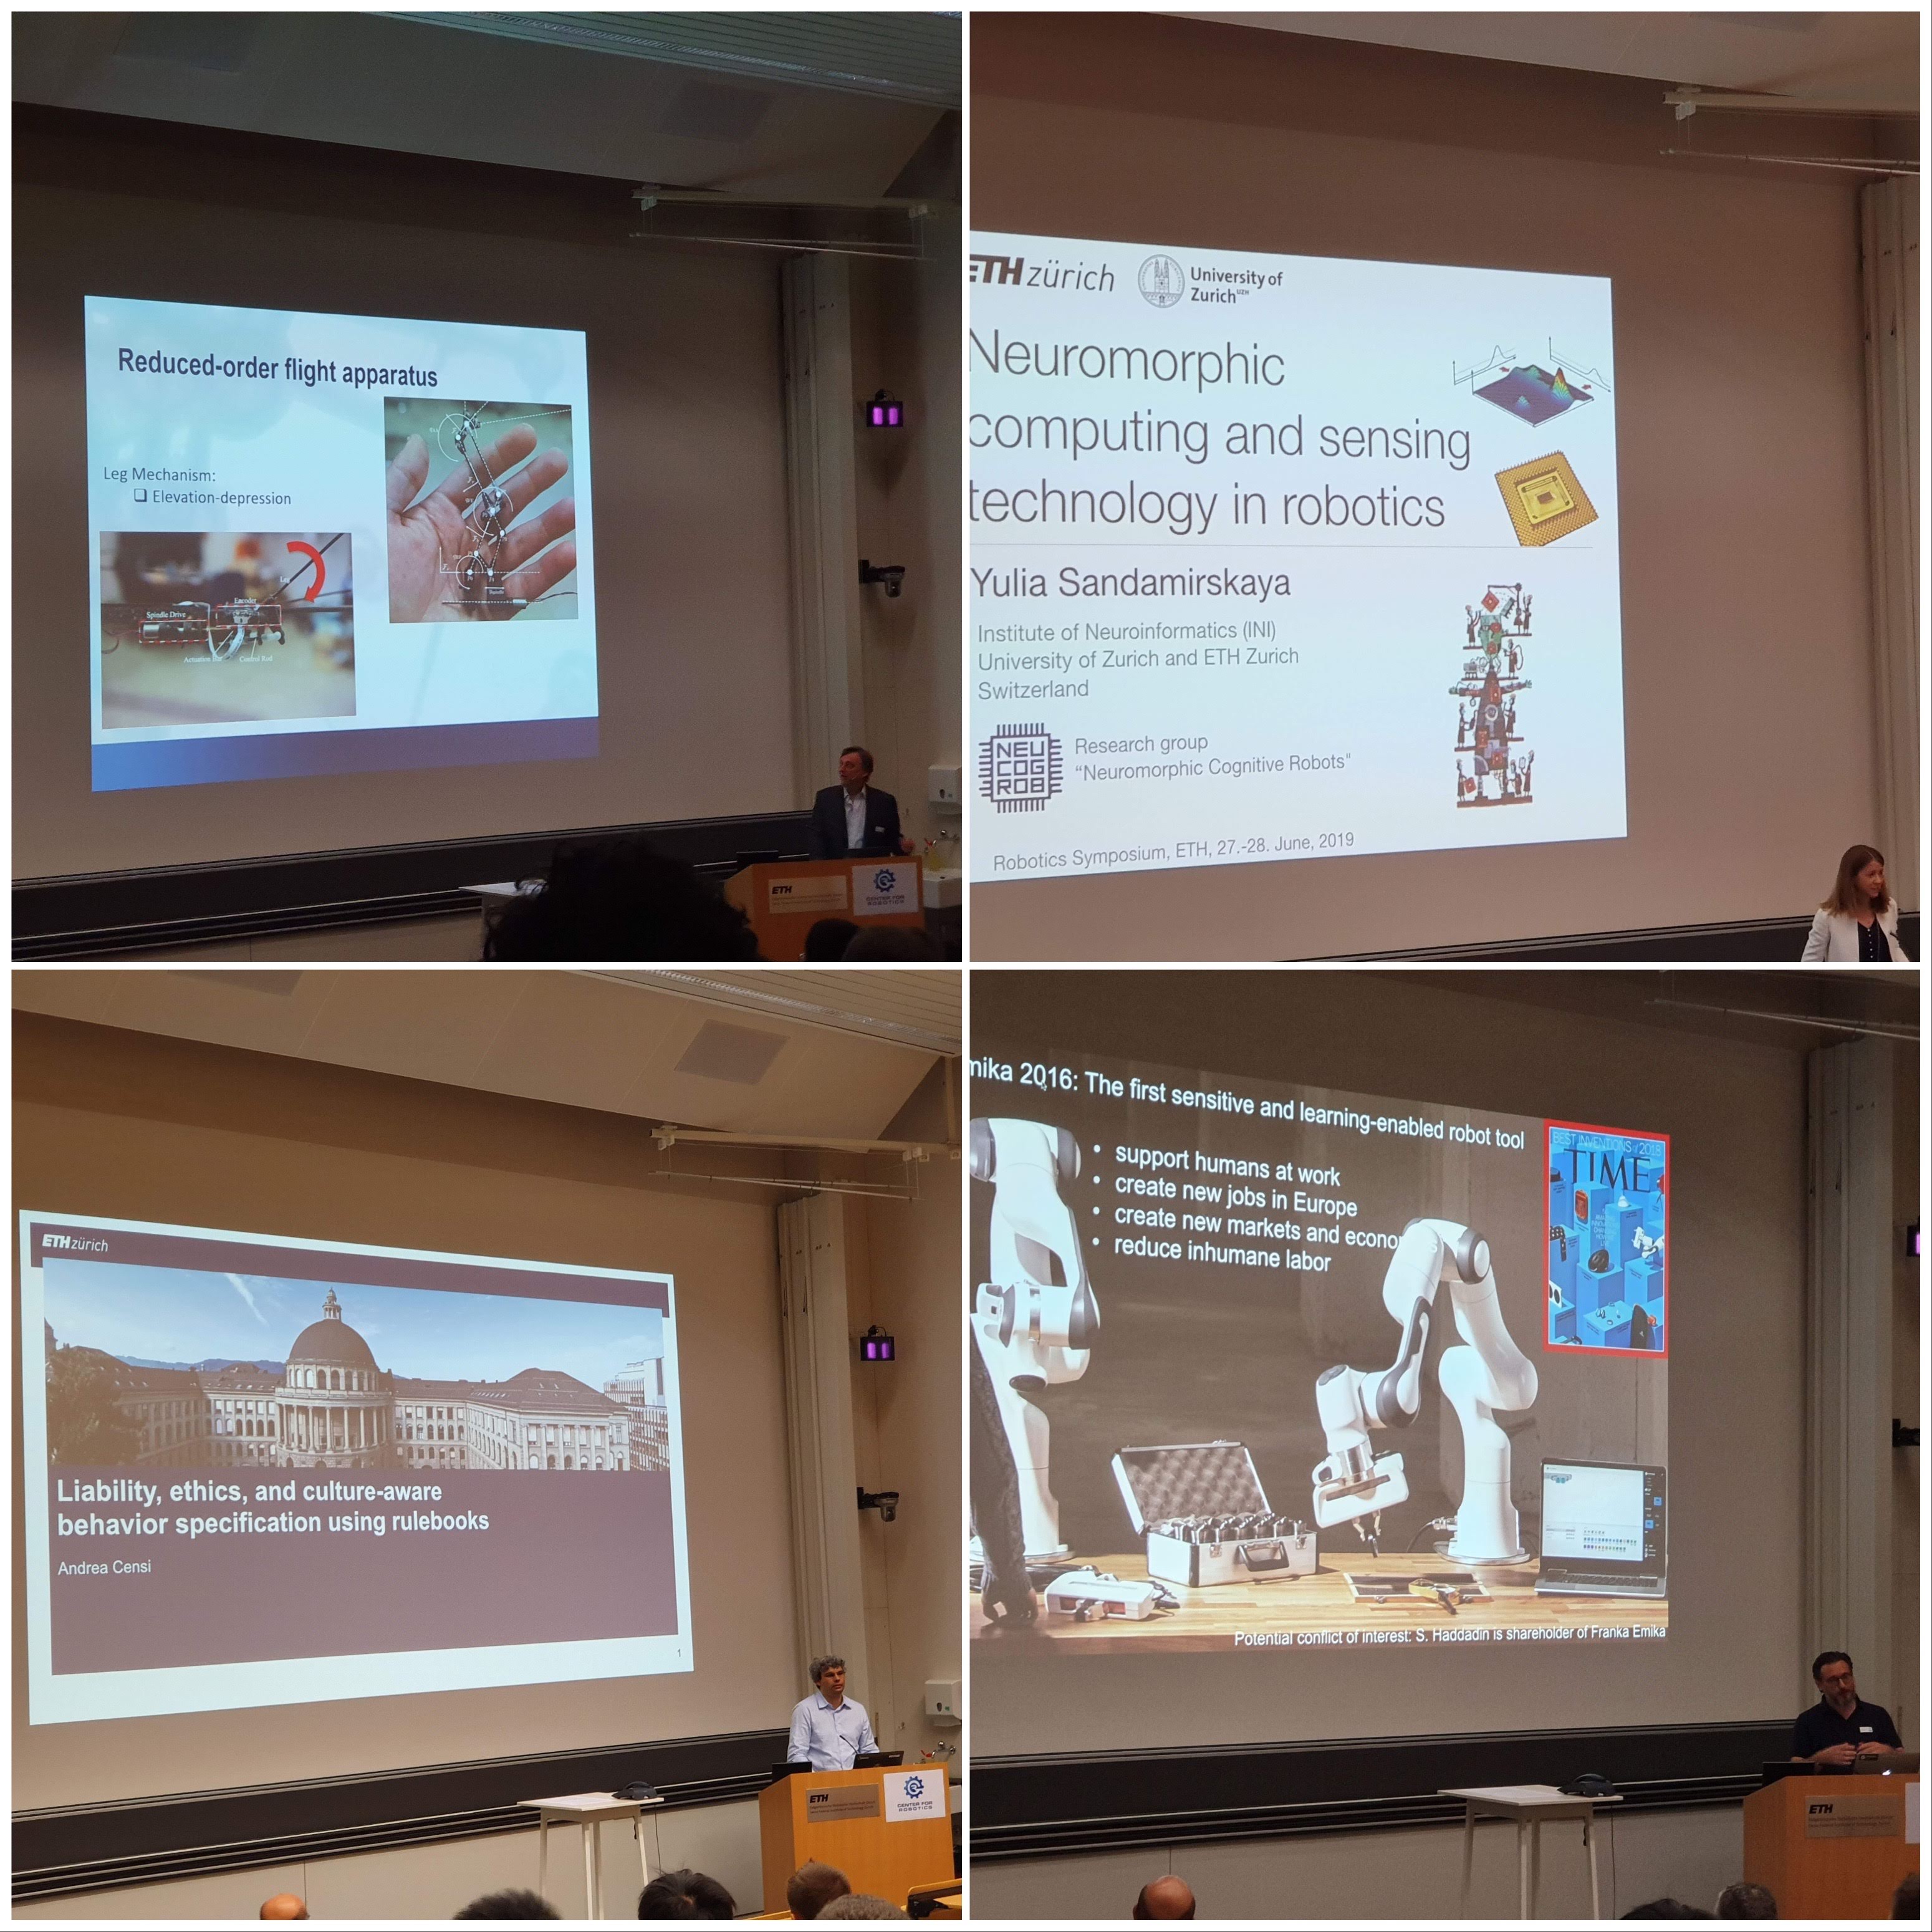 Reduced-order flight apparatus
Leg Mechanism:
❑ Elevation-depression
Leg
Encoder
Spindle Drive
Control Rod
ETH
CENTER FOR
ROBOTICS
ETH zürich
University of
Zurich UZH
Neuromorphic
computing and sensing
technology in robotics
Yulia Sandamirskaya
Institute of Neuroinformatics (INI)
University of Zurich and ETH Zurich
Switzerland
NEU
COG
ROB
Research group
“Neuromorphic Cognitive Robots"
Robotics Symposium, ETH, 27.-28. June, 2019
ETH zürich
Liability, ethics, and culture-aware
behavior specification using rulebooks
Andrea Censi
1
ETH
CENTER FOR
ROBOTICS
mika 2016: The first sensitive and learning-enabled robot tool
• support humans at work
• create new jobs in Europe
• create new markets and econo
• reduce inhumane labor
BEST INVENTIONS / 2018
TIME
Potential conflict of interest: S. Haddadin is shareholder of Franka Emika
ETH